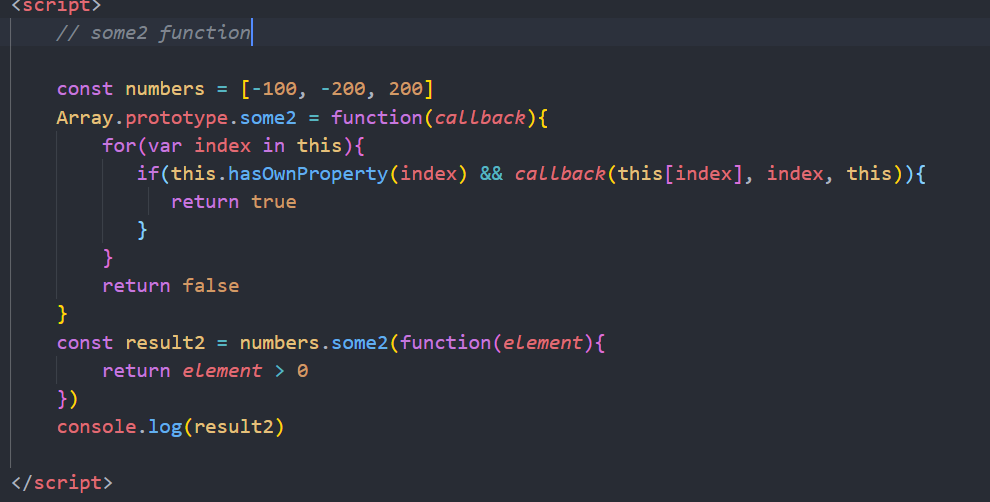 <script>
// some2 function
const numbers = [-100, -200, 200]
Array.prototype.some2 = function(callback){
for(var index in this){
if(this.hasOwnProperty(index) && callback(this[index], index, this)){
return true
}
}
return false
}
const result2 = numbers.some2(function(element){
return element > 0
})
console.log(result2)
</script>